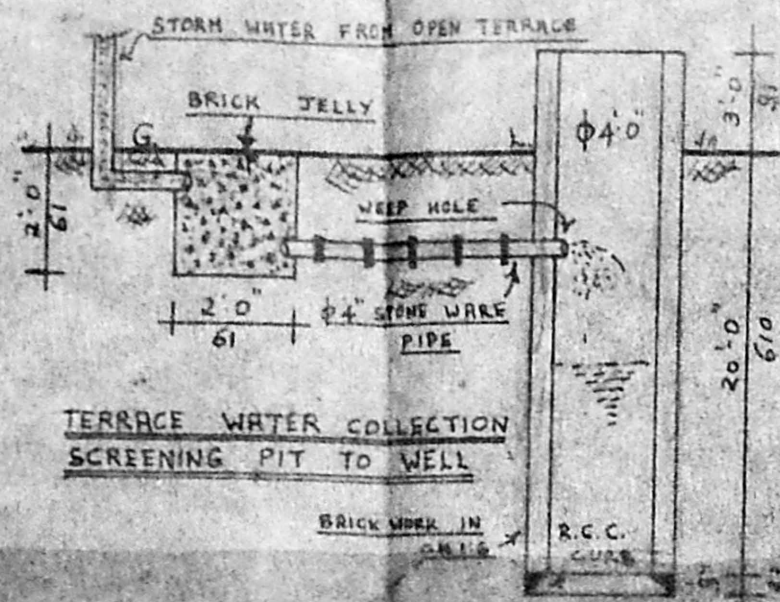 STORM WATER FROM OPEN TERRACE
BRICK JELLY
G
ϕ4'0"
3'-0"
91
2'0"
61
WEEP HOLE
2'0"
61
ϕ4" STONE WARE
PIPE
20'-0"
610
TERRACE WATER COLLECTION
SCREENING PIT TO WELL
BRICK WORK IN
R.C.C.
CURB